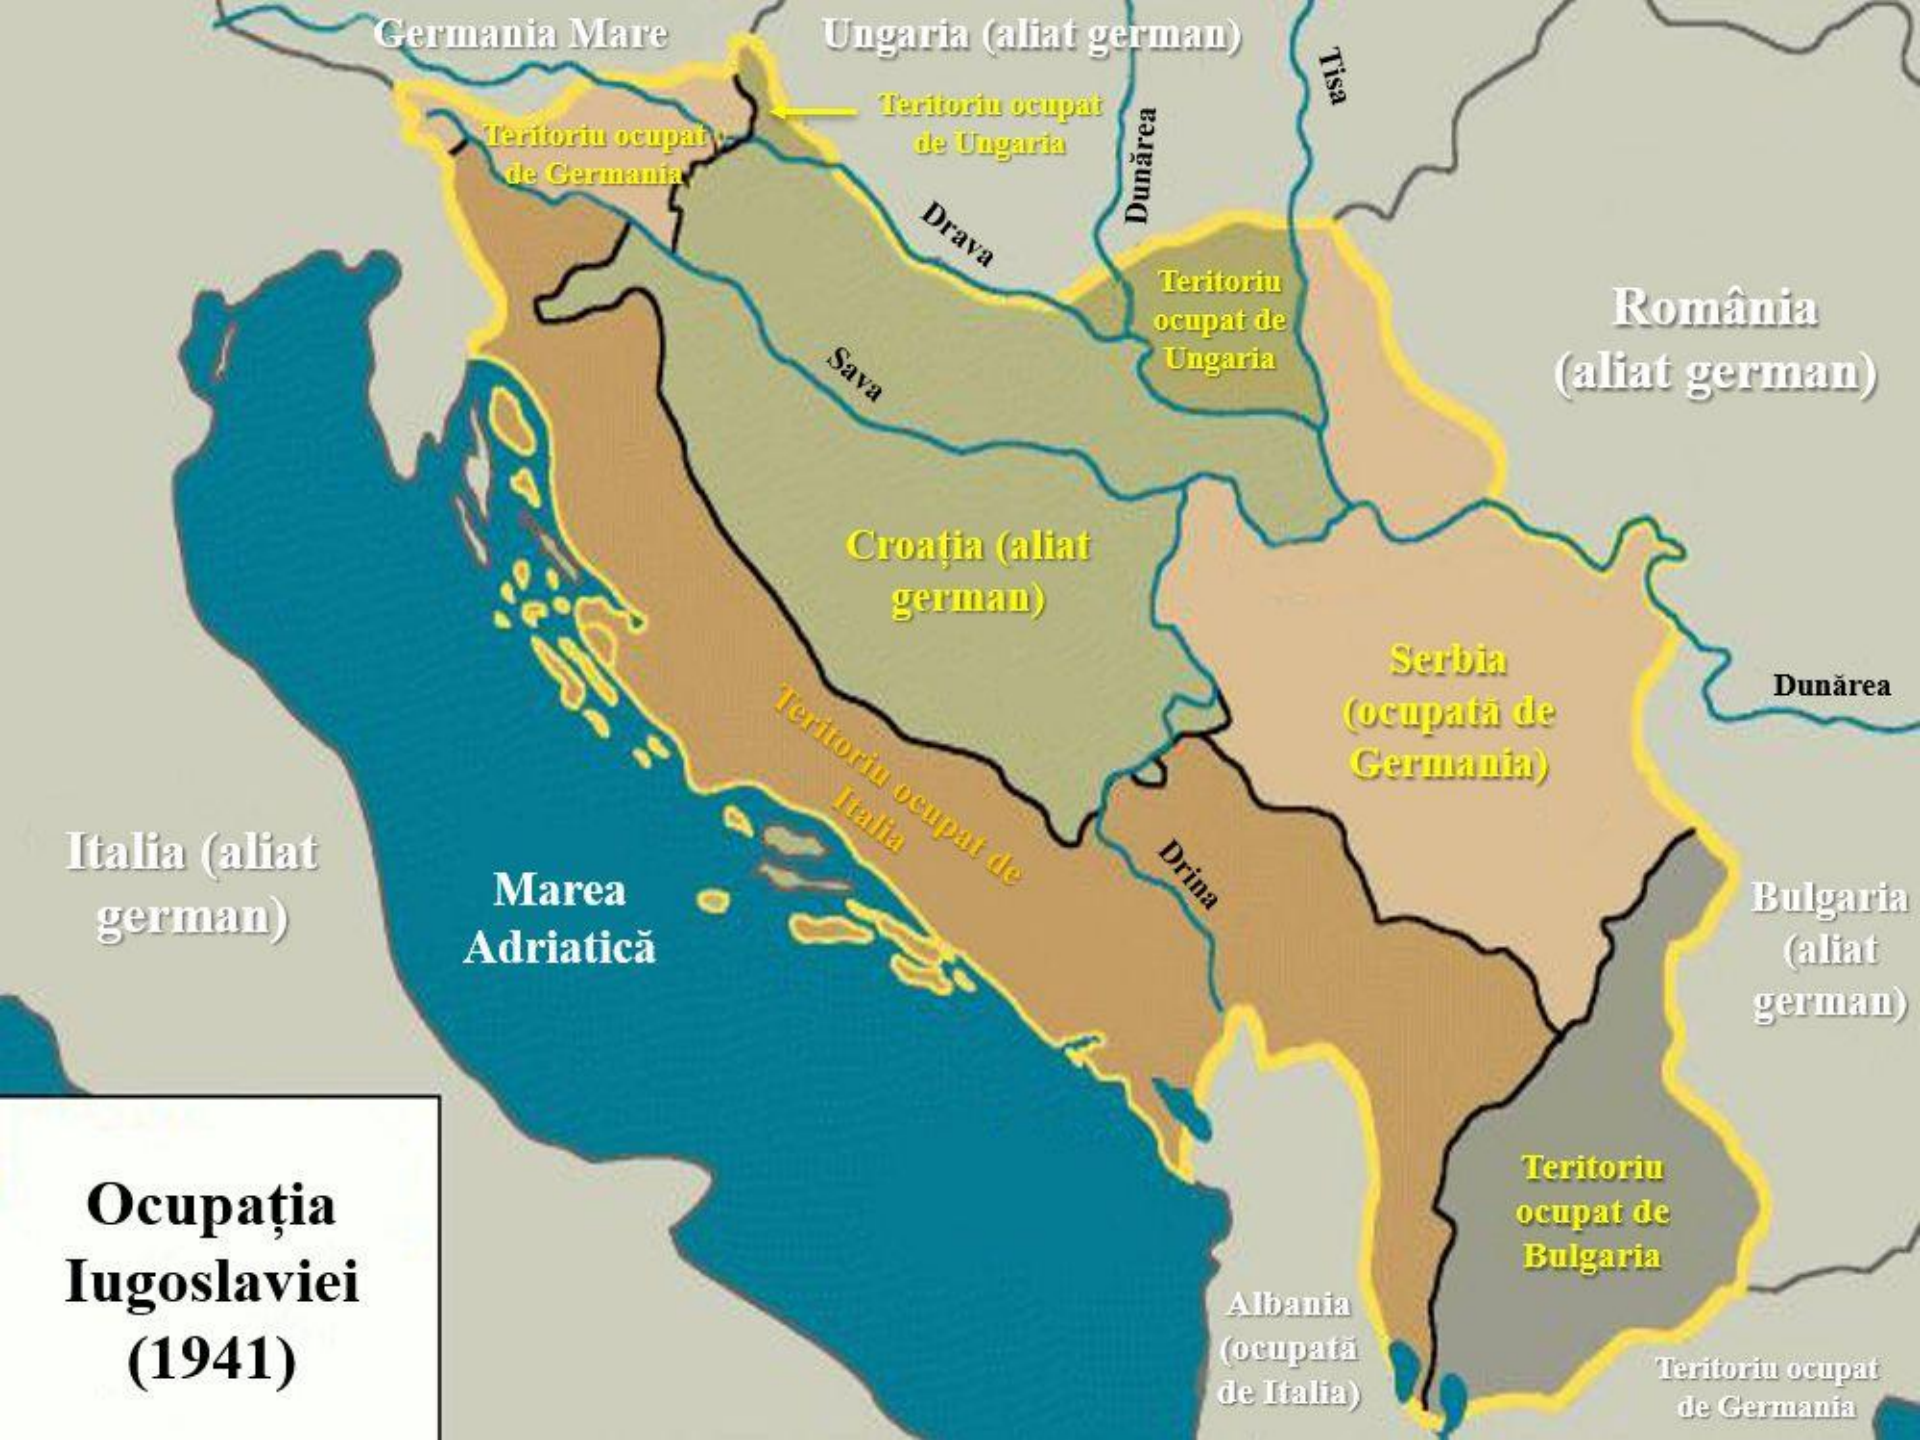 Germania Mare
Ungaria (aliat german)
Tisa
Teritoriu ocupat
de Ungaria
Teritoriu ocupat
de Germania
Dunărea
Drava
Teritoriu
ocupat de
Ungaria
România
(aliat german)
Sava
Croația (aliat
german)
Serbia
(ocupată de
Germania)
Dunărea
Teritoriu ocupat de
Italia
Italia (aliat
german)
Marea
Adriatică
Drina
Bulgaria
(aliat
german)
Teritoriu
ocupat de
Bulgaria
Ocupația
Iugoslaviei
(1941)
Albania
(ocupată
de Italia)
Teritoriu ocupat
de Germania